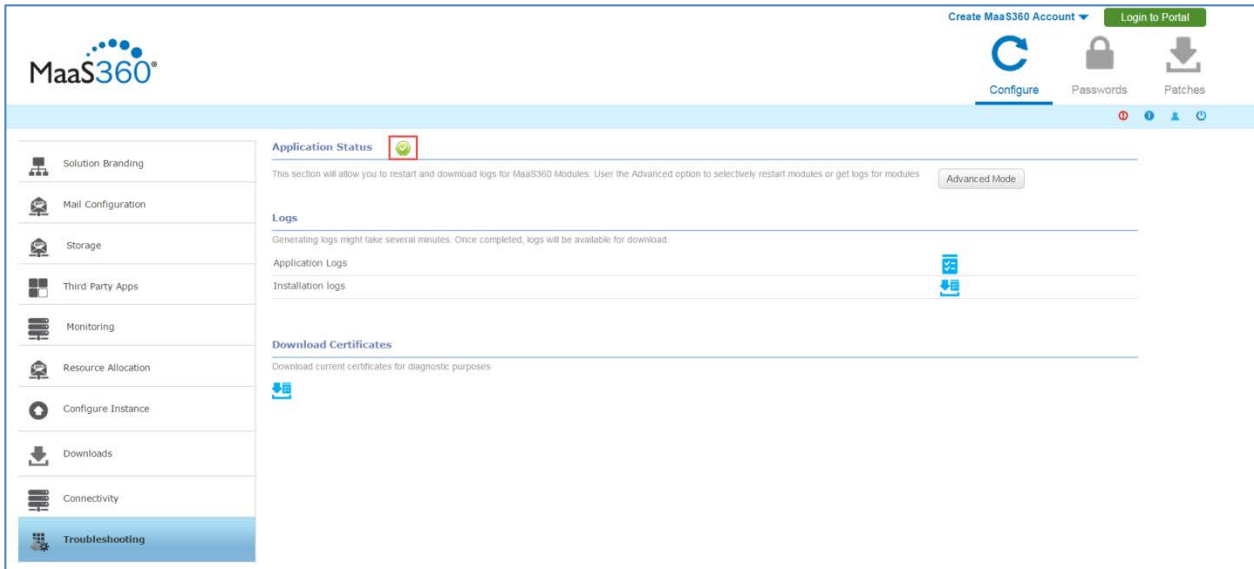 Create MaaS360 Account
Login to Portal
MaaS360®
Configure
Passwords
Patches
Solution Branding
Mail Configuration
Storage
Third Party Apps
Monitoring
Resource Allocation
Configure Instance
Downloads
Connectivity
Troubleshooting
Application Status
This section will allow you to restart and download logs for MaaS360 Modules. User the Advanced option to selectively restart modules or get logs for modules
Advanced Mode
Logs
Generating logs might take several minutes. Once completed, logs will be available for download.
Application Logs
Installation logs
Download Certificates
Download current certificates for diagnostic purposes